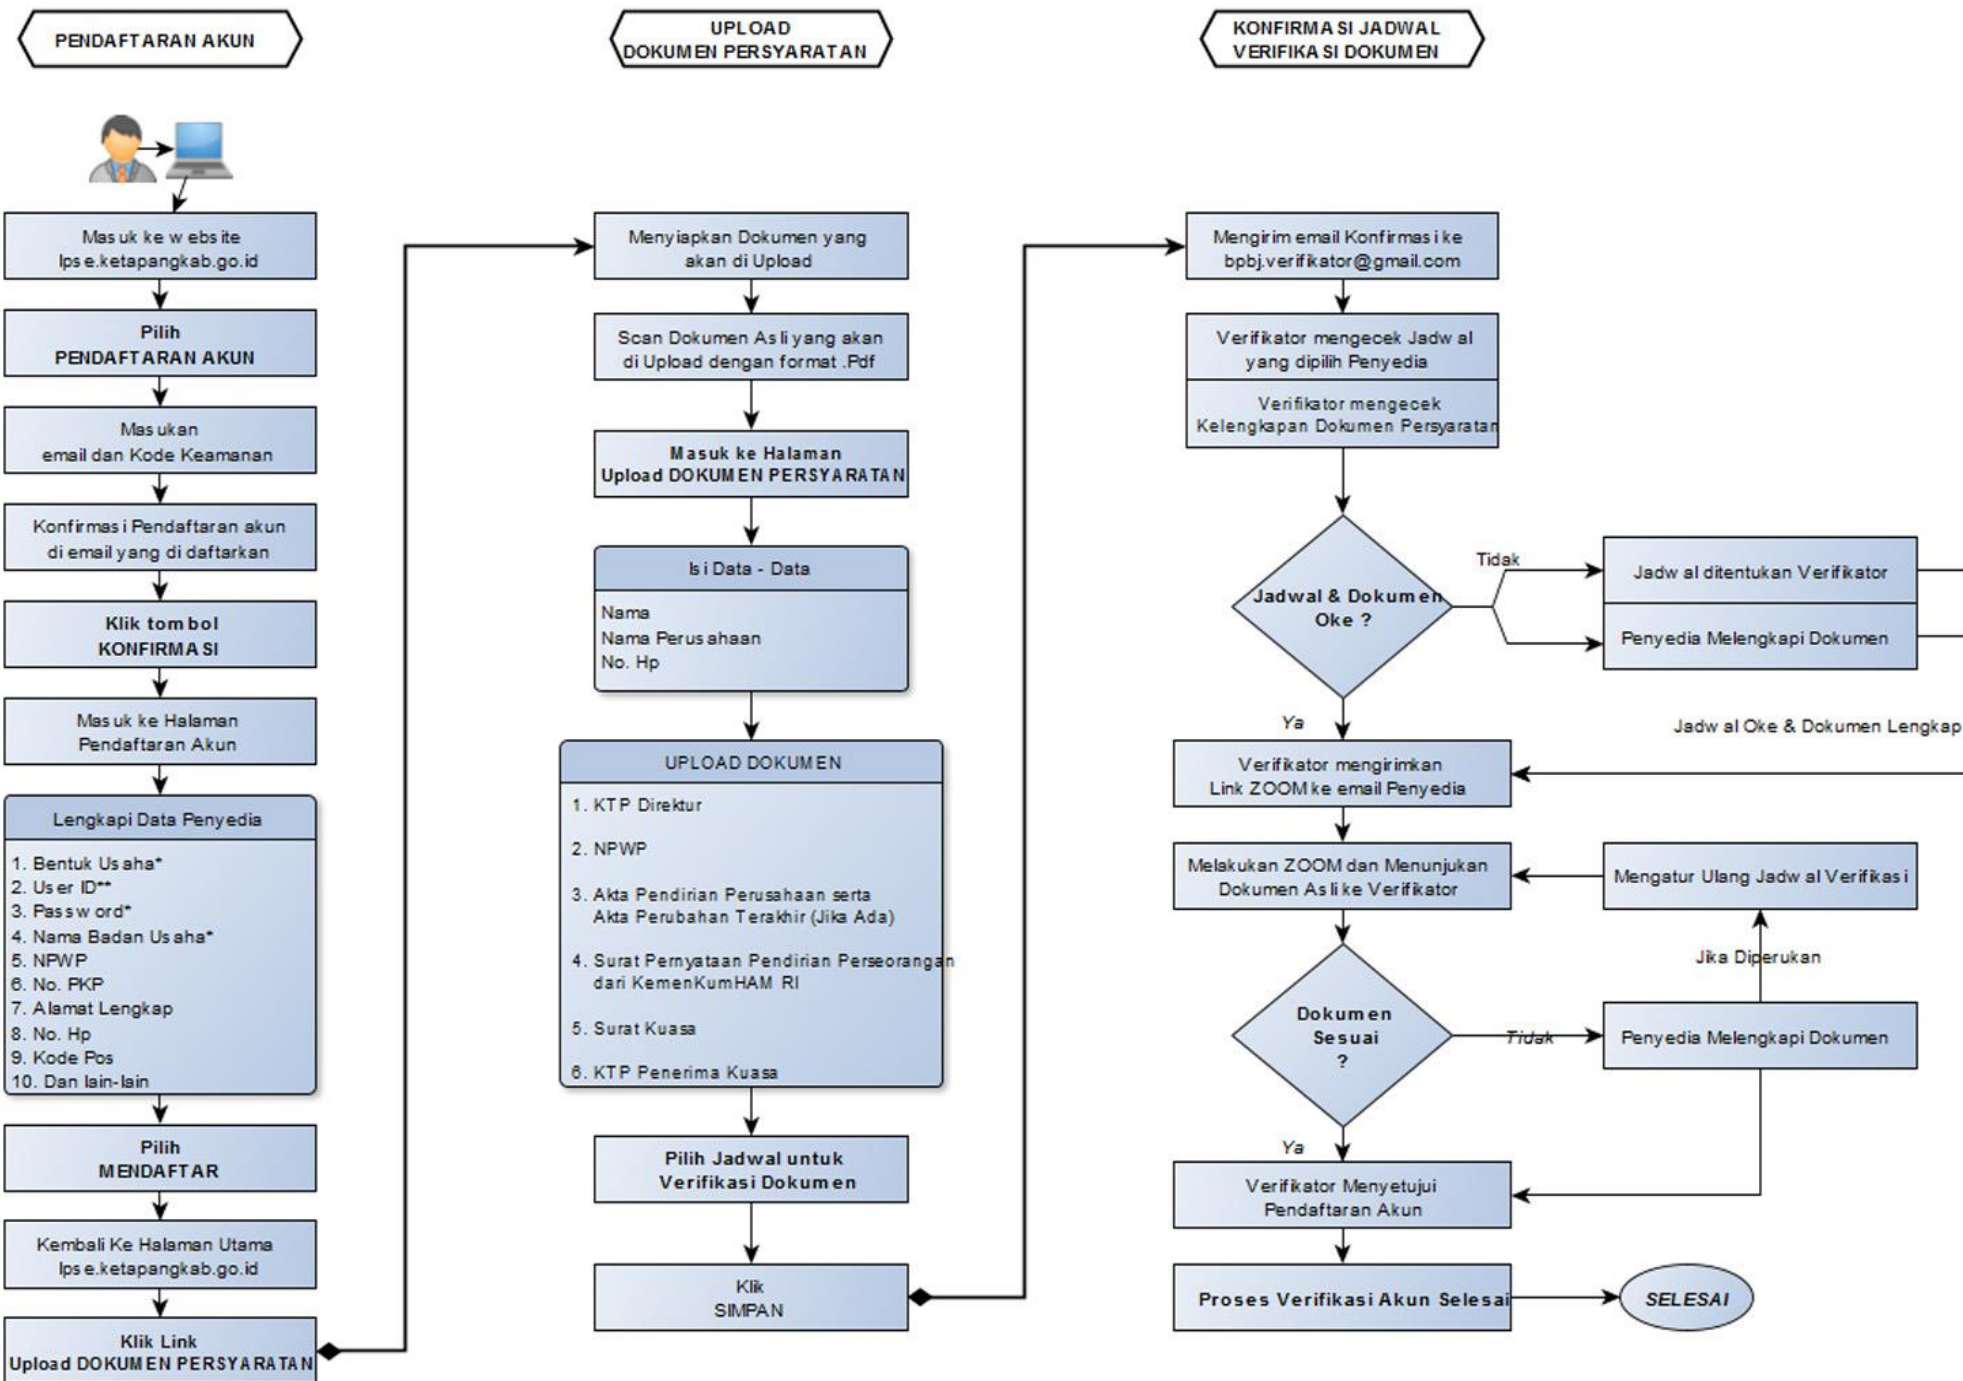 PENDAFTARAN AKUN
Masuk ke website
lpse.ketapangkab.go.id
Pilih
PENDAFTARAN AKUN
Masukan
email dan Kode Keamanan
Konfirmasi Pendaftaran akun
di email yang di daftarkan
Klik tombol
KONFIRMASI
Masuk ke Halaman
Pendaftaran Akun
Lengkapi Data Penyedia
1. Bentuk Usaha*
2. User ID**
3. Password*
4. Nama Badan Usaha*
5. NPWP
6. No. PKP
7. Alamat Lengkap
8. No. Hp
9. Kode Pos
10. Dan lain-lain
Pilih
MENDAFTAR
Kembali Ke Halaman Utama
lpse.ketapangkab.go.id
Klik Link
Upload DOKUMEN PERSYARATAN
UPLOAD
DOKUMEN PERSYARATAN
Menyiapkan Dokumen yang
akan di Upload
Scan Dokumen Asli yang akan
di Upload dengan format .Pdf
Masuk ke Halaman
Upload DOKUMEN PERSYARATAN
Isi Data - Data
Nama
Nama Perusahaan
No. Hp
UPLOAD DOKUMEN
1. KTP Direktur
2. NPWP
3. Akta Pendirian Perusahaan serta
Akta Perubahan Terakhir (Jika Ada)
4. Surat Pernyataan Pendirian Perseorangan
dari KemenKumHAM RI
5. Surat Kuasa
6. KTP Penerima Kuasa
Pilih Jadwal untuk
Verifikasi Dokumen
Klik
SIMPAN
KONFIRMASI JADWAL
VERIFIKASI DOKUMEN
Mengirim email Konfirmasi ke
bpbj.verifikator@gmail.com
Verifikator mengecek Jadwal
yang dipilih Penyedia
Verifikator mengecek
Kelengkapan Dokumen Persyaratan
Jadwal & Dokumen
Oke ?
Tidak
Jadwal ditentukan Verifikator
Penyedia Melengkapi Dokumen
Ya
Jadwal Oke & Dokumen Lengkap
Verifikator mengirimkan
Link ZOOM ke email Penyedia
Melakukan ZOOM dan Menunjukan
Dokumen Asli ke Verifikator
Mengatur Ulang Jadwal Verifikasi
Jika Diperukan
Dokumen
Sesuai
?
Tidak
Penyedia Melengkapi Dokumen
Ya
Verifikator Menyetujui
Pendaftaran Akun
Proses Verifikasi Akun Selesai
SELESAI